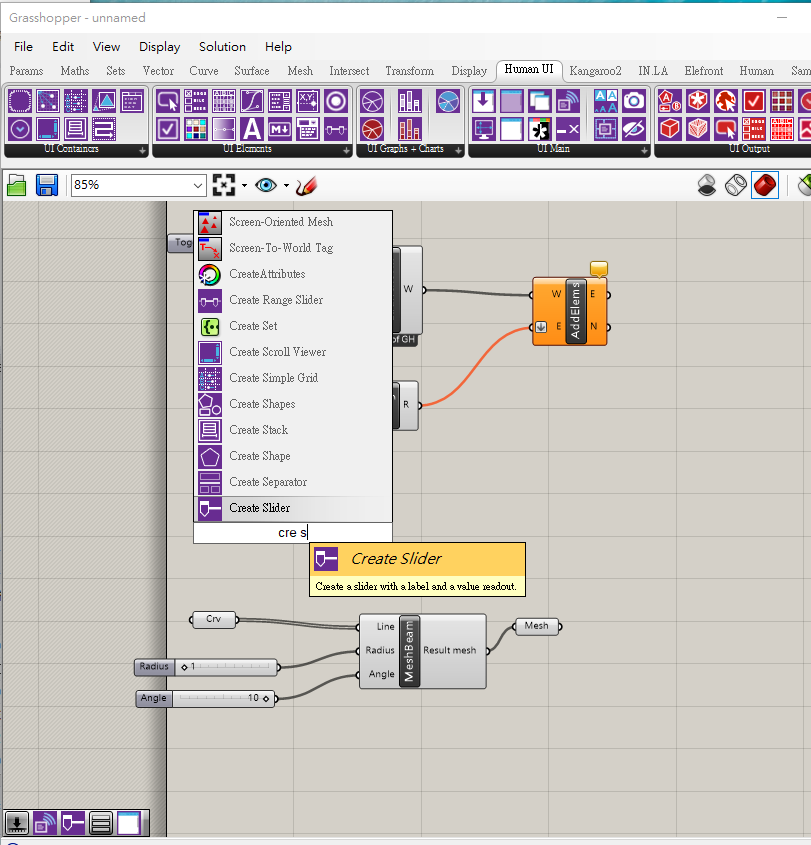 Grasshopper - unnamed
File Edit View Display Solution Help
Params Maths Sets Vector Curve Surface Mesh Intersect Transform Display Human UI Kangaroo2 IN.LA Elefront Human Sam
UI Containers UI Elements UI Graphs + Charts UI Main UI Output
85%
Screen-Oriented Mesh
Tog
Screen-To-World Tag
CreateAttributes
W
W AddElems E
Create Range Slider
Create Set
E N
of GH
Create Scroll Viewer
Create Simple Grid
Create Shapes
R
Create Stack
Create Shape
Create Separator
Create Slider
cre s
Create Slider
Create a slider with a label and a value readout.
Crv
Line
Radius MeshBeam Result mesh
Angle
Mesh
Radius 1
Angle 10